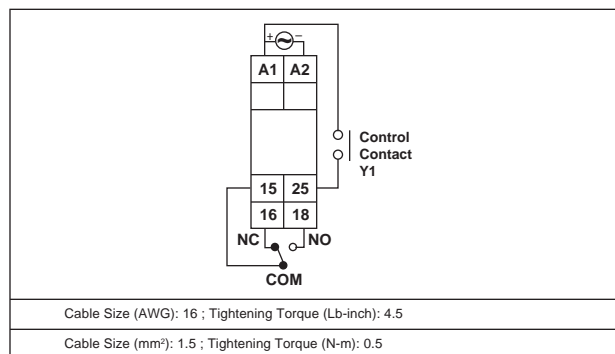 + −
A1 A2
Control
Contact
Y1
15 25
16 18
NC NO
COM
Cable Size (AWG): 16 ; Tightening Torque (Lb-inch): 4.5
Cable Size (mm²): 1.5 ; Tightening Torque (N-m): 0.5